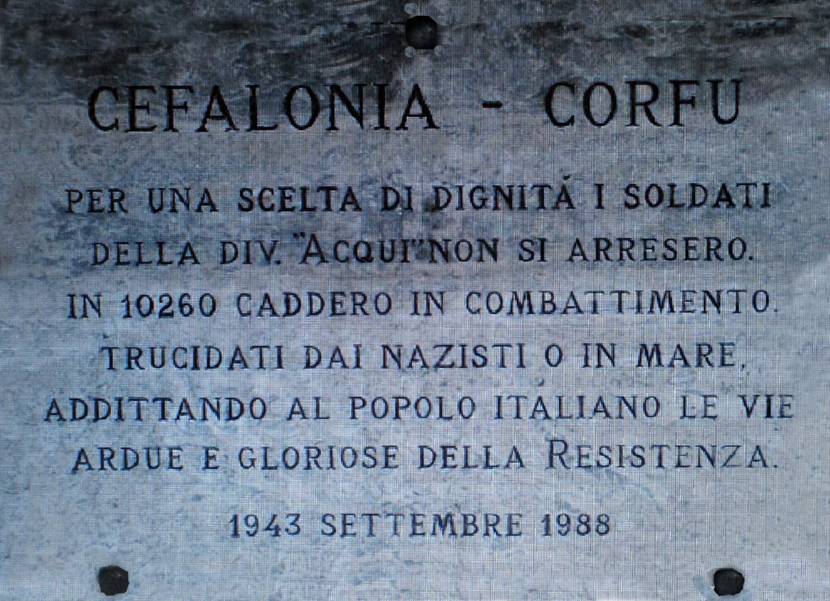 CEFALONIA - CORFU
PER UNA SCELTA DI DIGNITÀ I SOLDATI
DELLA DIV. "ACQUI" NON SI ARRESERO.
IN 10260 CADDERO IN COMBATTIMENTO.
TRUCIDATI DAI NAZISTI O IN MARE,
ADDITTANDO AL POPOLO ITALIANO LE VIE
ARDUE E GLORIOSE DELLA RESISTENZA.
1943 SETTEMBRE 1988